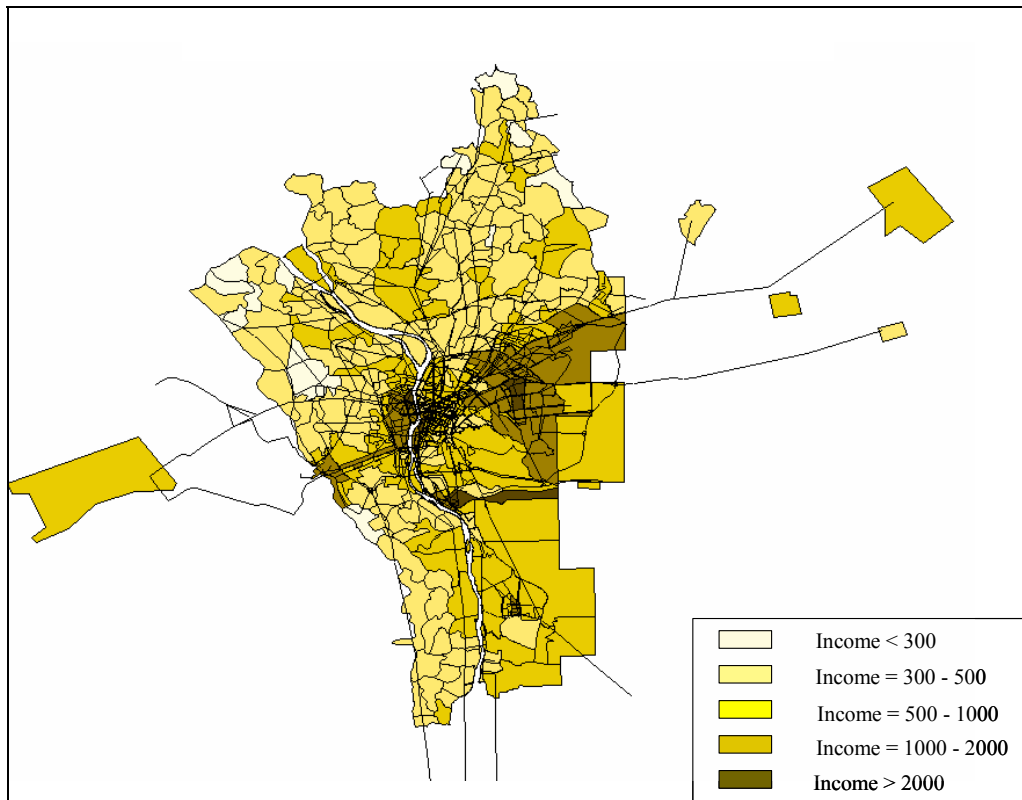 Income < 300
Income = 300 - 500
Income = 500 - 1000
Income = 1000 - 2000
Income > 2000